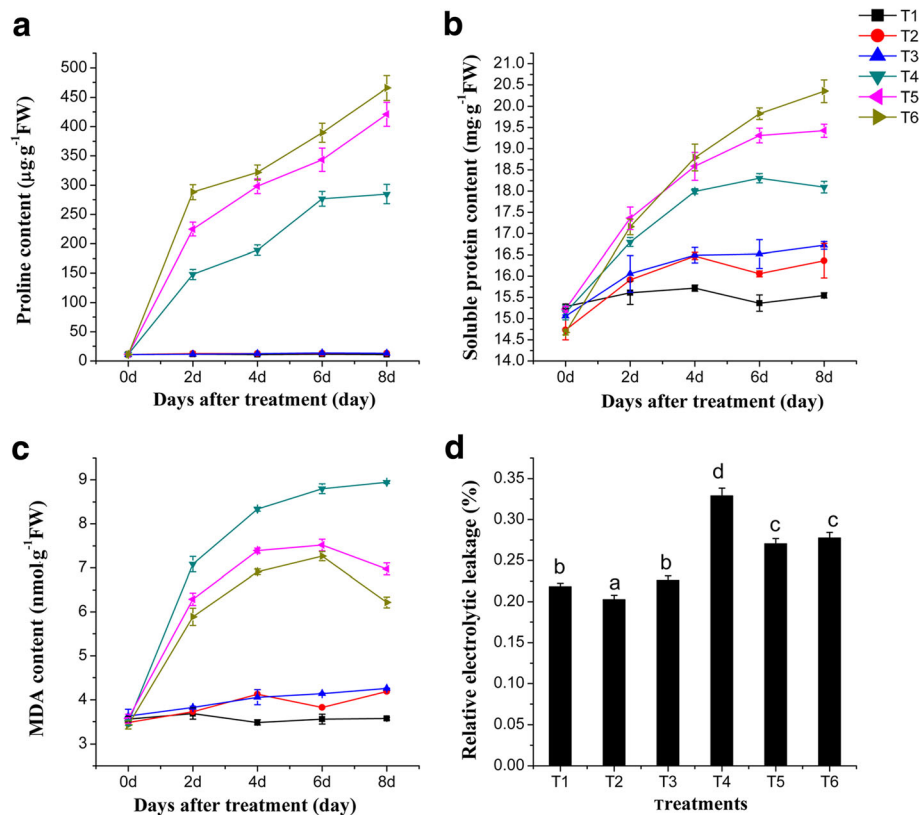 a
500
450
400
350
300
250
200
150
100
50
0
Proline content (μg·g⁻¹FW)
0d 2d 4d 6d 8d
Days after treatment (day)
b
21.0
20.5
20.0
19.5
19.0
18.5
18.0
17.5
17.0
16.5
16.0
15.5
15.0
14.5
14.0
Soluble protein content (mg·g⁻¹FW)
0d 2d 4d 6d 8d
Days after treatment (day)
T1
T2
T3
T4
T5
T6
c
9
8
7
6
5
4
3
MDA content (nmol·g⁻¹FW)
0d 2d 4d 6d 8d
Days after treatment (day)
d
0.35
0.30
0.25
0.20
0.15
0.10
0.05
0.00
Relative electrolytic leakage (%)
b a b d c c
T1 T2 T3 T4 T5 T6
Treatments